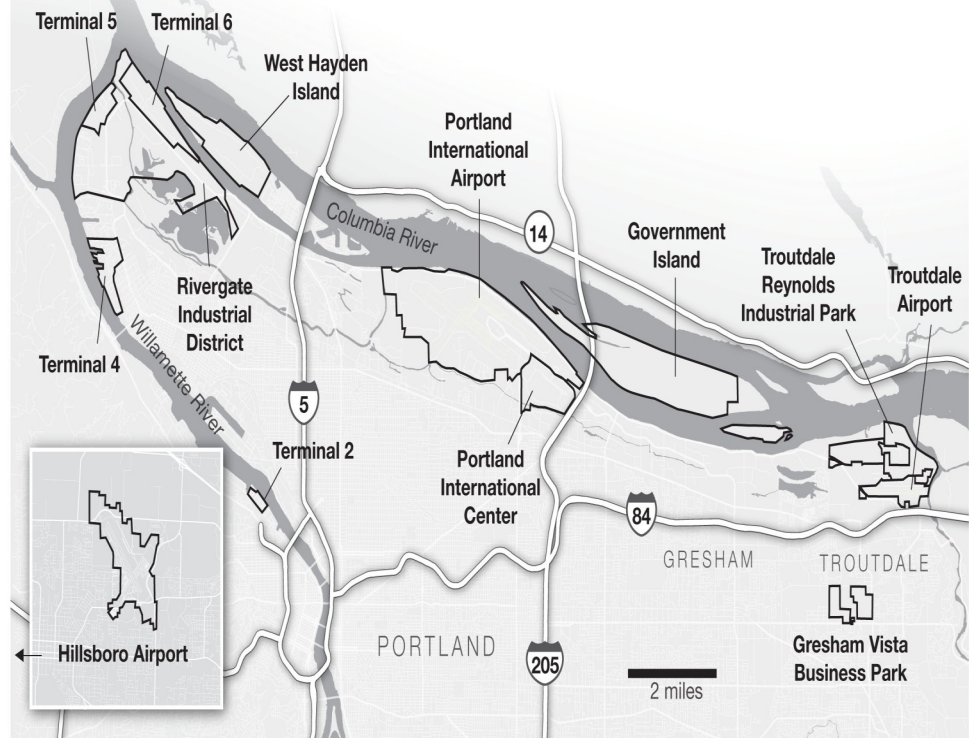 Terminal 5
Terminal 6
West Hayden
Island
Portland
International
Airport
Columbia River
14
Government
Island
Troutdale
Reynolds
Industrial Park
Troutdale
Airport
Rivergate
Industrial
District
Terminal 4
Willamette River
5
Terminal 2
Portland
International
Center
84
GRESHAM
TROUTDALE
Hillsboro Airport
PORTLAND
205
2 miles
Gresham Vista
Business Park